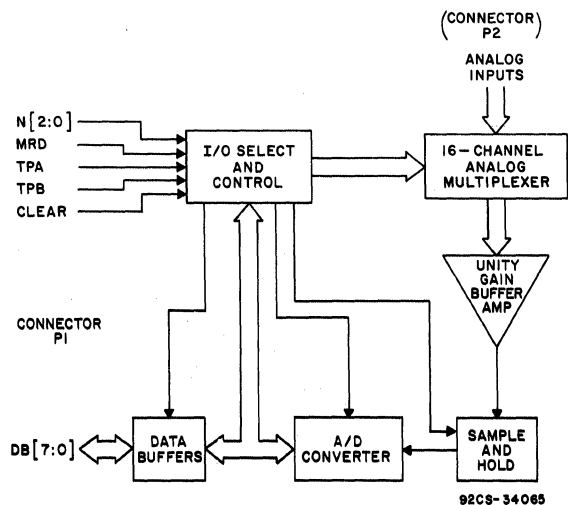 (CONNECTOR
P2)
ANALOG
INPUTS
N[2:0]
MRD
TPA
TPB
CLEAR
I/O SELECT
AND
CONTROL
16-CHANNEL
ANALOG
MULTIPLEXER
UNITY
GAIN
BUFFER
AMP
CONNECTOR
P1
DB[7:0]
DATA
BUFFERS
A/D
CONVERTER
SAMPLE
AND
HOLD
92CS-34065